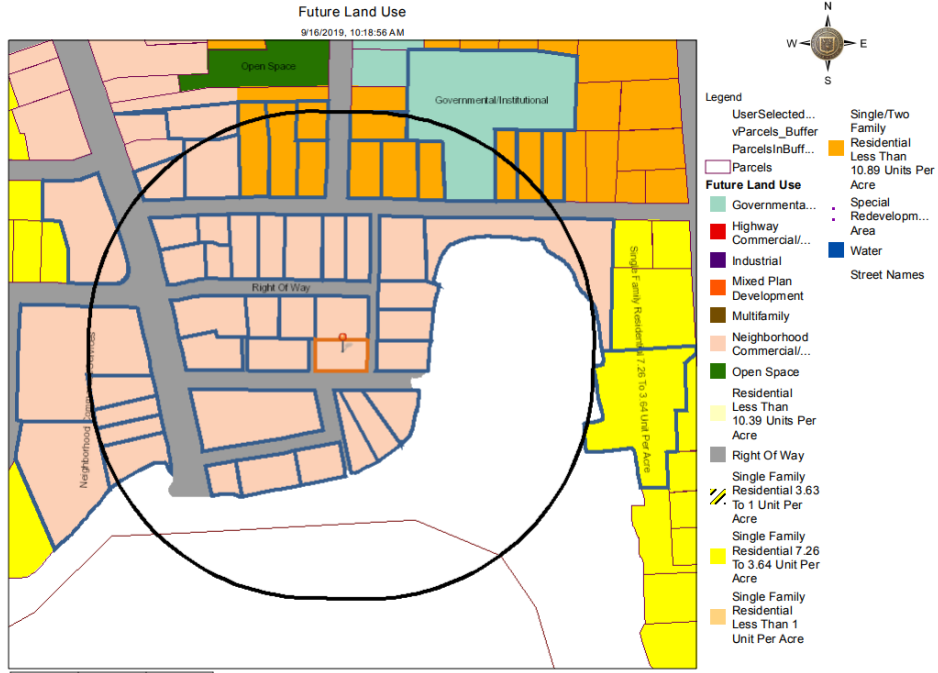 Future Land Use
9/16/2019, 10:18:56 AM
N
W
E
S
Open Space
Governmental/Institutional
Right Of Way
Single Family Residential 7.26 To 3.64 Unit Per Acre
Neighborhood
Legend
UserSelected...
vParcels_Buffer
ParcelsInBuff...
Parcels
Future Land Use
Governmenta...
Highway
Commercial/...
Industrial
Mixed Plan
Development
Multifamily
Neighborhood
Commercial/...
Open Space
Residential
Less Than
10.39 Units Per
Acre
Right Of Way
Single Family
Residential 3.63
To 1 Unit Per
Acre
Single Family
Residential 7.26
To 3.64 Unit Per
Acre
Single Family
Residential
Less Than 1
Unit Per Acre
Single/Two
Family
Residential
Less Than
10.89 Units Per
Acre
Special
Redevelopm...
Area
Water
Street Names